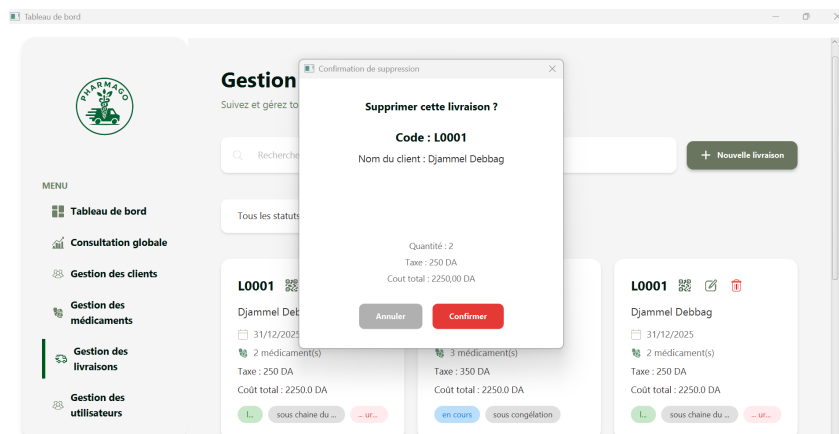 Tableau de bord
PHARMAGO
MENU
Tableau de bord
Consultation globale
Gestion des clients
Gestion des
médicaments
Gestion des
livraisons
Gestion des
utilisateurs
Gestion
Suivez et gérez to
Recherche
Nouvelle livraison
Tous les statuts
Confirmation de suppression
Supprimer cette livraison ?
Code : L0001
Nom du client : Djammel Debbag
Quantité : 2
Taxe : 250 DA
Cout total : 2250,00 DA
Annuler
Confirmer
L0001
Djammel Deb
31/12/2025
2 médicament(s)
Taxe : 250 DA
Coût total : 2250.0 DA
l...
sous chaine du ...
... ur...
3 médicament(s)
Taxe : 350 DA
Coût total : 2250.0 DA
en cours
sous congélation
L0001
Djammel Debbag
31/12/2025
2 médicament(s)
Taxe : 250 DA
Coût total : 2250.0 DA
l...
sous chaine du ...
... ur...